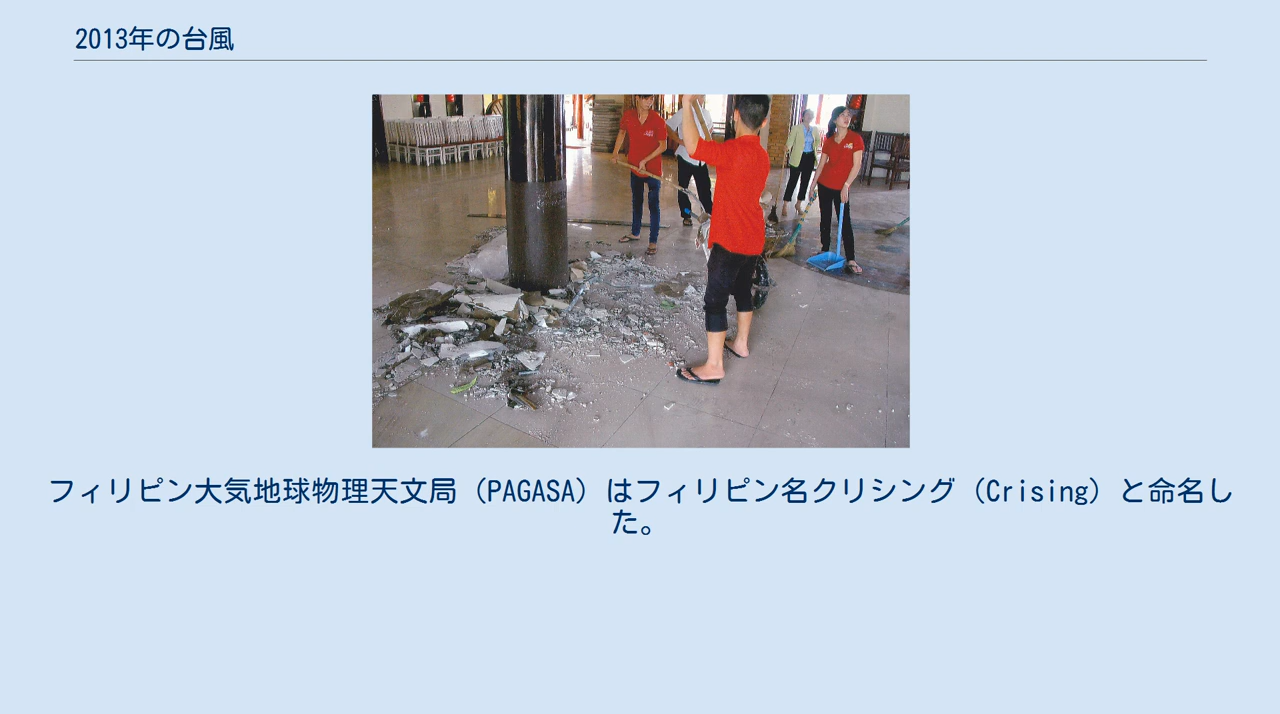 2013年の台風
フィリピン大気地球物理天文局（PAGASA）はフィリピン名クリシング（Crising）と命名し
た。